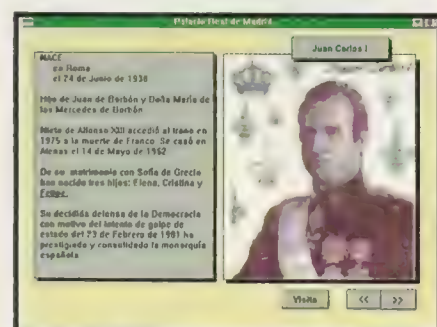 Palacio Real de Madrid
Juan Carlos I
NACE
en Roma
el 24 de Junio de 1938
Hijo de Juan de Borbón y Doña María de
las Mercedes de Borbón
Nieto de Alfonso XIII accedió al trono en
1975 a la muerte de Franco. Se casó en
Atenas el 14 de Mayo de 1962
De su matrimonio con Sofía de Grecia
han nacido tres hijos: Elena, Cristina y
Felipe.
Su decidida defensa de la Democracia
con motivo del intento de golpe de
estado del 23 de Febrero de 1981 ha
prestigiado y consolidado la monarquía
española
Visita
<< >>